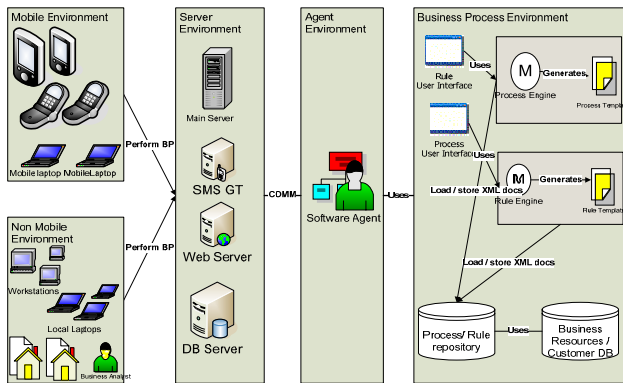 Mobile Environment
Mobile laptop MobileLaptop
Non Mobile
Environment
Workstations
Local Laptops
Business Analyst
Perform BP
Perform BP
Server
Environment
Main Server
SMS GT
Web Server
DB Server
COMM
Agent
Environment
Software Agent
Uses
Business Process Environment
Rule
User Interface
Uses
M
Process Engine
Generates
Process Templat
Process
User Interface
Uses
Load / store XML docs
M
Rule Engine
Generates
Rule Template
Load / store XML docs
Process/ Rule
repository
Uses
Business
Resources /
Customer DB